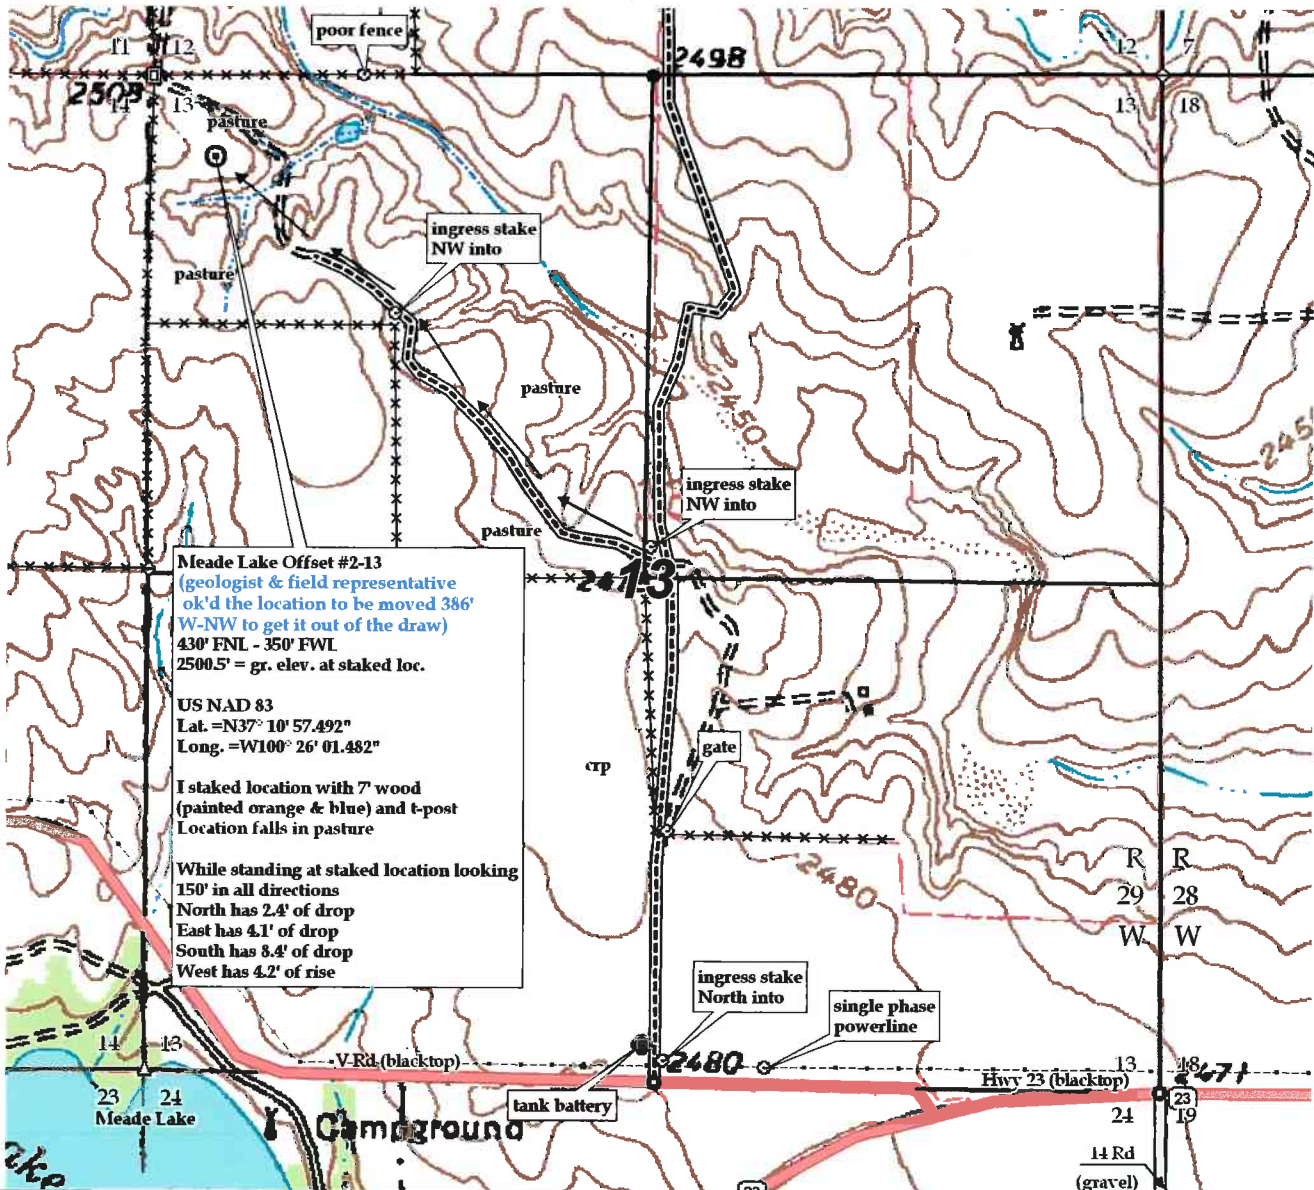 11 12
poor fence
2498
12 7
2503
14 13
13 18
pasture
ingress stake
NW into
pasture
pasture
2450
ingress stake
NW into
pasture
13
Meade Lake Offset #2-13
(geologist & field representative
ok'd the location to be moved 386'
W-NW to get it out of the draw)
430' FNL - 350' FWL
2500.5' = gr. elev. at staked loc.
US NAD 83
Lat. =N37° 10' 57.492"
Long. =W100° 26' 01.482"
I staked location with 7' wood
(painted orange & blue) and t-post
Location falls in pasture
While standing at staked location looking
150' in all directions
North has 2.4' of drop
East has 4.1' of drop
South has 8.4' of drop
West has 4.2' of rise
gate
crp
2480
R R
29 28
W W
ingress stake
North into
single phase
powerline
14 13
V-Rd (blacktop)
2480
13 18
2471
Hwy 23 (blacktop)
23
23 24
24 19
Meade Lake
tank battery
Campground
14 Rd
(gravel)
23